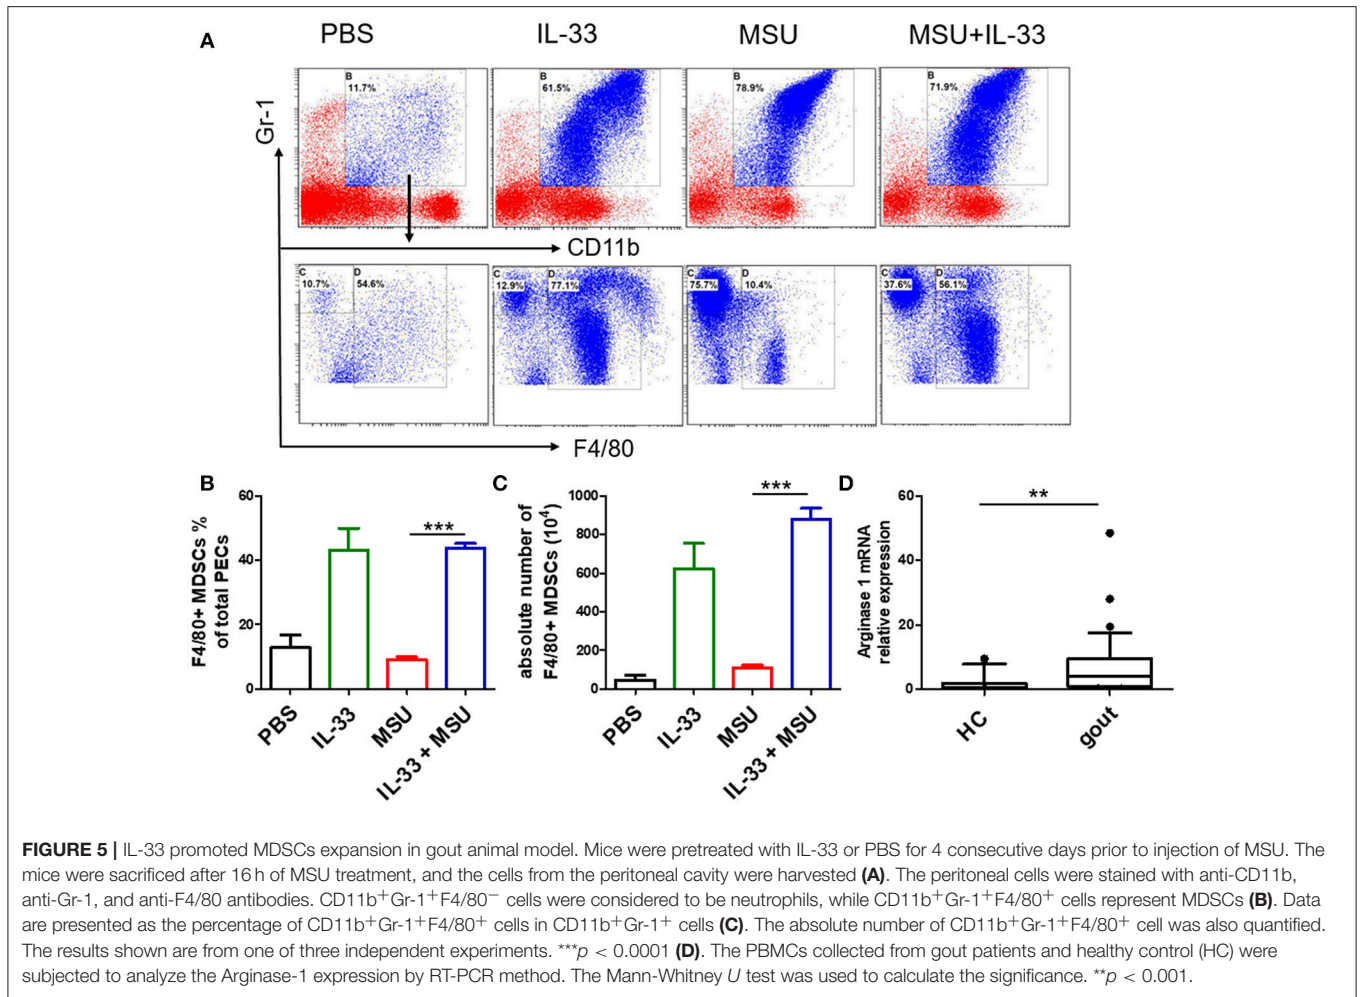 A
PBS
IL-33
MSU
MSU+IL-33
Gr-1
B
11.7%
B
61.5%
B
78.9%
B
71.9%
CD11b
C
10.7%
D
54.6%
C
12.9%
D
77.1%
C
75.7%
D
10.4%
C
37.6%
D
56.1%
F4/80
B
F4/80+ MDSCs %
of total PECs
60
40
20
0
***
PBS
IL-33
MSU
IL-33 + MSU
C
absolute number of
F4/80+ MDSCs (10⁴)
1000
800
600
400
200
0
***
PBS
IL-33
MSU
IL-33 + MSU
D
Arginase 1 mRNA
relative expression
60
40
20
0
**
HC
gout
FIGURE 5 | IL-33 promoted MDSCs expansion in gout animal model. Mice were pretreated with IL-33 or PBS for 4 consecutive days prior to injection of MSU. The
mice were sacrificed after 16 h of MSU treatment, and the cells from the peritoneal cavity were harvested (A). The peritoneal cells were stained with anti-CD11b,
anti-Gr-1, and anti-F4/80 antibodies. CD11b⁺Gr-1⁺F4/80⁻ cells were considered to be neutrophils, while CD11b⁺Gr-1⁺F4/80⁺ cells represent MDSCs (B). Data
are presented as the percentage of CD11b⁺Gr-1⁺F4/80⁺ cells in CD11b⁺Gr-1⁺ cells (C). The absolute number of CD11b⁺Gr-1⁺F4/80⁺ cell was also quantified.
The results shown are from one of three independent experiments. ***p < 0.0001 (D). The PBMCs collected from gout patients and healthy control (HC) were
subjected to analyze the Arginase-1 expression by RT-PCR method. The Mann-Whitney U test was used to calculate the significance. **p < 0.001.